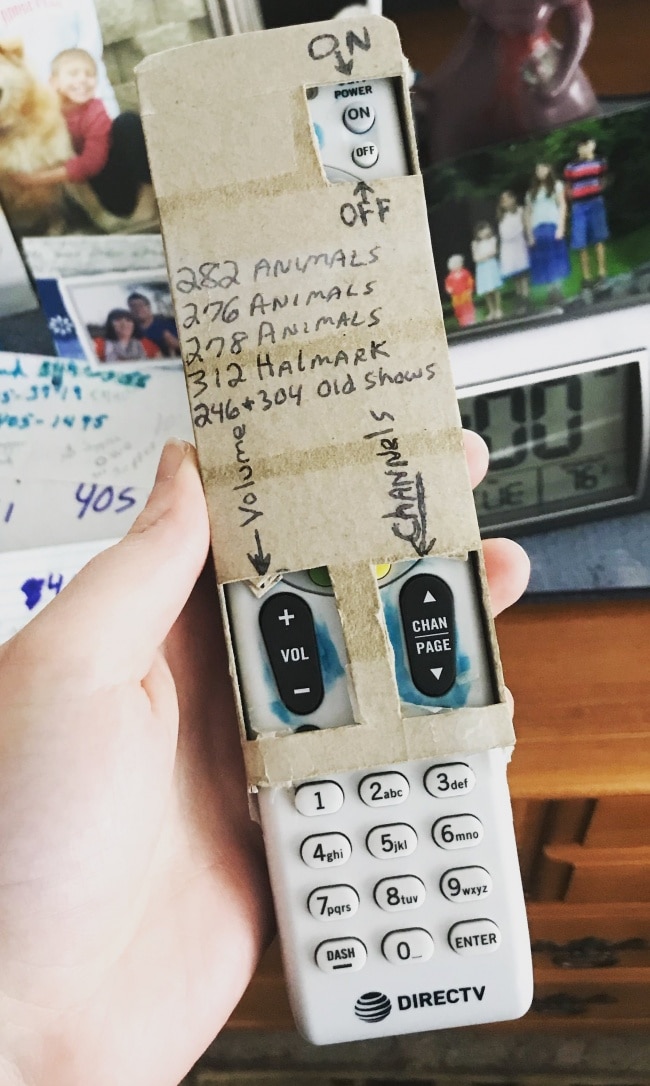 ON
POWER
ON
OFF
OFF
282 ANIMALS
276 ANIMALS
278 ANIMALS
312 HALMARK
246+304 Old Shows
Volume
CHANNELS
+
VOL
−
CHAN
PAGE
1
2abc
3def
4ghi
5jkl
6mno
7pqrs
8tuv
9wxyz
DASH
0
ENTER
DIRECTV
405
:00